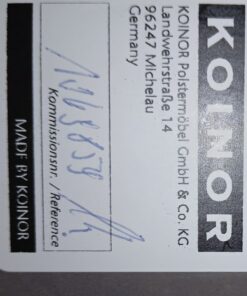 KOINOR
KOINOR Polstermöbel GmbH & Co. KG
Landwehrstraße 14
96247 Michelau
Germany
Kommissionsnr. / Reference
MADE BY KOINOR